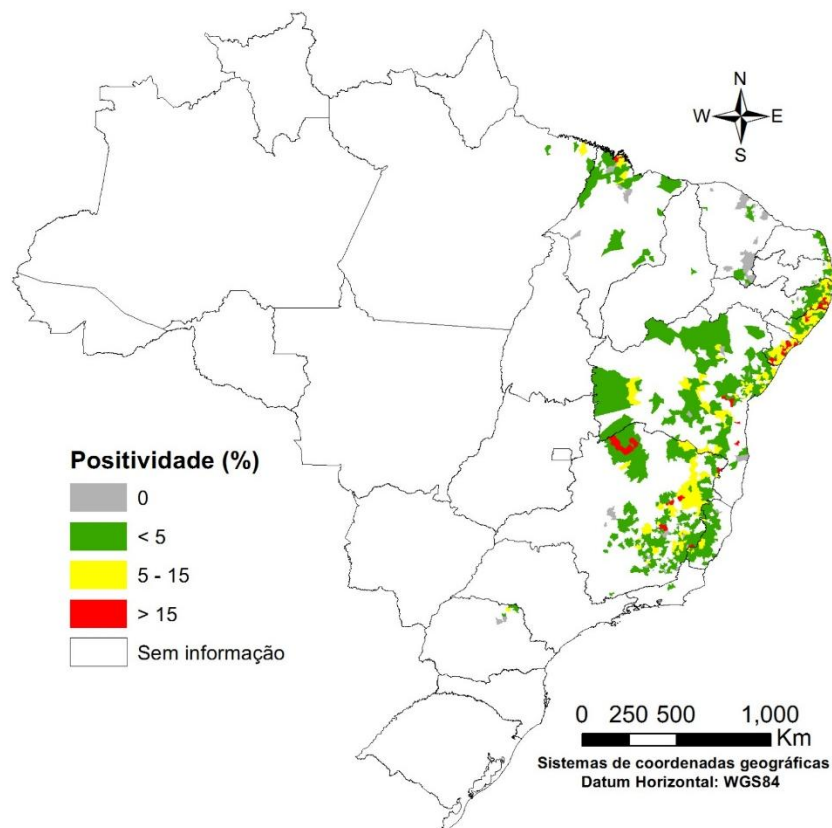 N
W E
S
Positividade (%)
0
< 5
5 - 15
> 15
Sem informação
0 250 500 1,000
Km
Sistemas de coordenadas geográficas
Datum Horizontal: WGS84